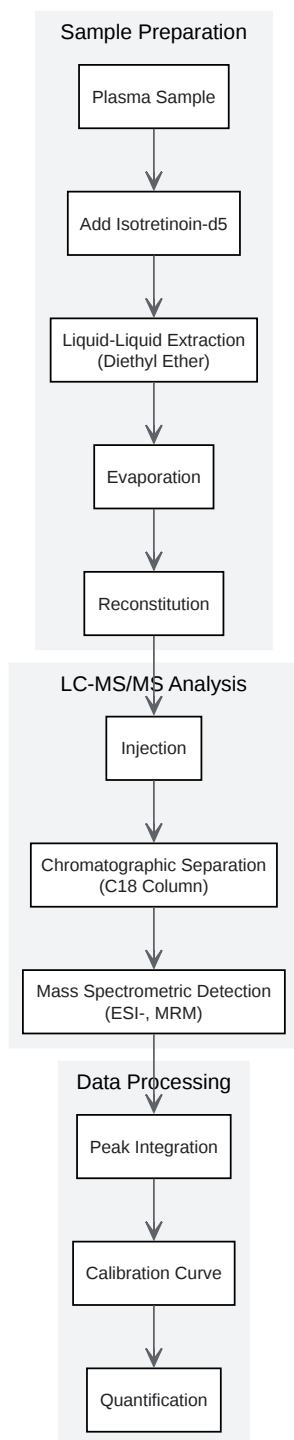 Sample Preparation
Plasma Sample
Add Isotretinoin-d5
Liquid-Liquid Extraction
(Diethyl Ether)
Evaporation
Reconstitution
LC-MS/MS Analysis
Injection
Chromatographic Separation
(C18 Column)
Mass Spectrometric Detection
(ESI-, MRM)
Data Processing
Peak Integration
Calibration Curve
Quantification